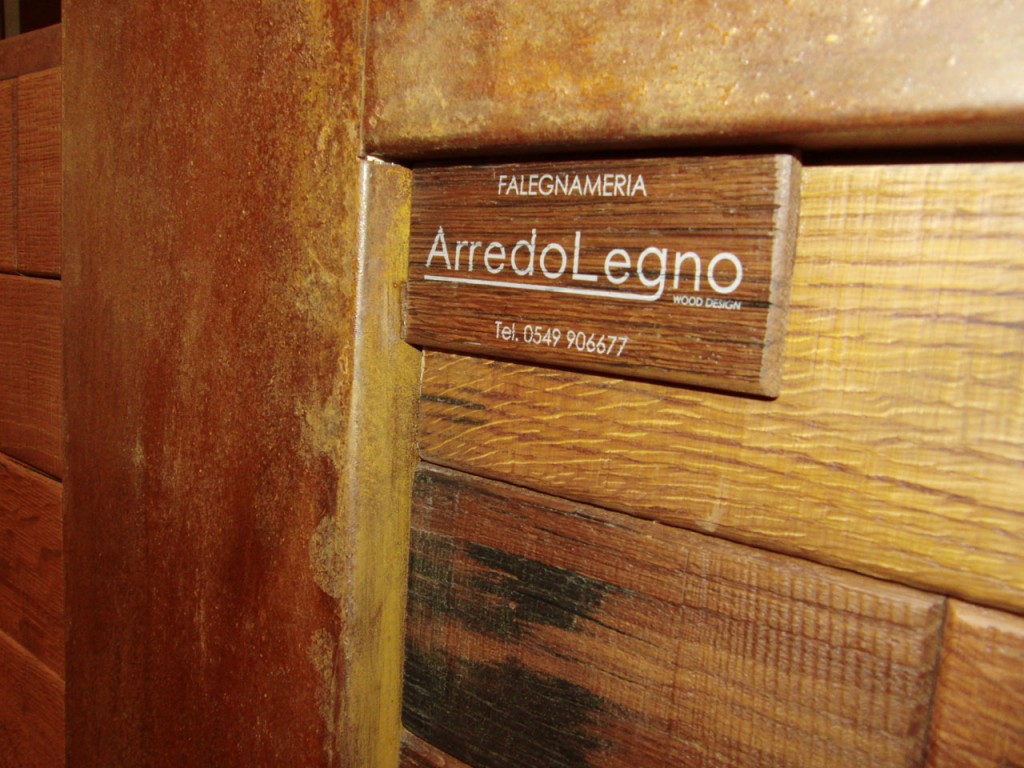 FALEGNAMERIA
ArredoLegno
WOOD DESIGN
Tel. 0549 906677